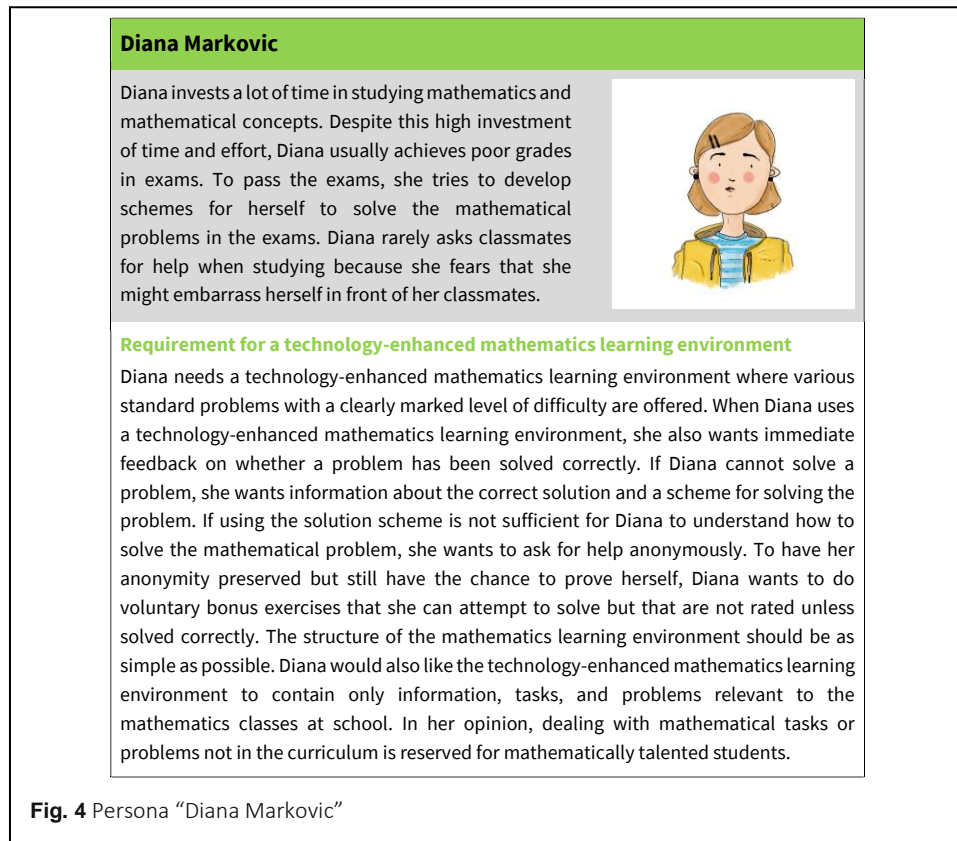 Diana Markovic
Diana invests a lot of time in studying mathematics and
mathematical concepts. Despite this high investment
of time and effort, Diana usually achieves poor grades
in exams. To pass the exams, she tries to develop
schemes for herself to solve the mathematical
problems in the exams. Diana rarely asks classmates
for help when studying because she fears that she
might embarrass herself in front of her classmates.
Requirement for a technology-enhanced mathematics learning environment
Diana needs a technology-enhanced mathematics learning environment where various
standard problems with a clearly marked level of difficulty are offered. When Diana uses
a technology-enhanced mathematics learning environment, she also wants immediate
feedback on whether a problem has been solved correctly. If Diana cannot solve a
problem, she wants information about the correct solution and a scheme for solving the
problem. If using the solution scheme is not sufficient for Diana to understand how to
solve the mathematical problem, she wants to ask for help anonymously. To have her
anonymity preserved but still have the chance to prove herself, Diana wants to do
voluntary bonus exercises that she can attempt to solve but that are not rated unless
solved correctly. The structure of the mathematics learning environment should be as
simple as possible. Diana would also like the technology-enhanced mathematics learning
environment to contain only information, tasks, and problems relevant to the
mathematics classes at school. In her opinion, dealing with mathematical tasks or
problems not in the curriculum is reserved for mathematically talented students.
Fig. 4 Persona “Diana Markovic”